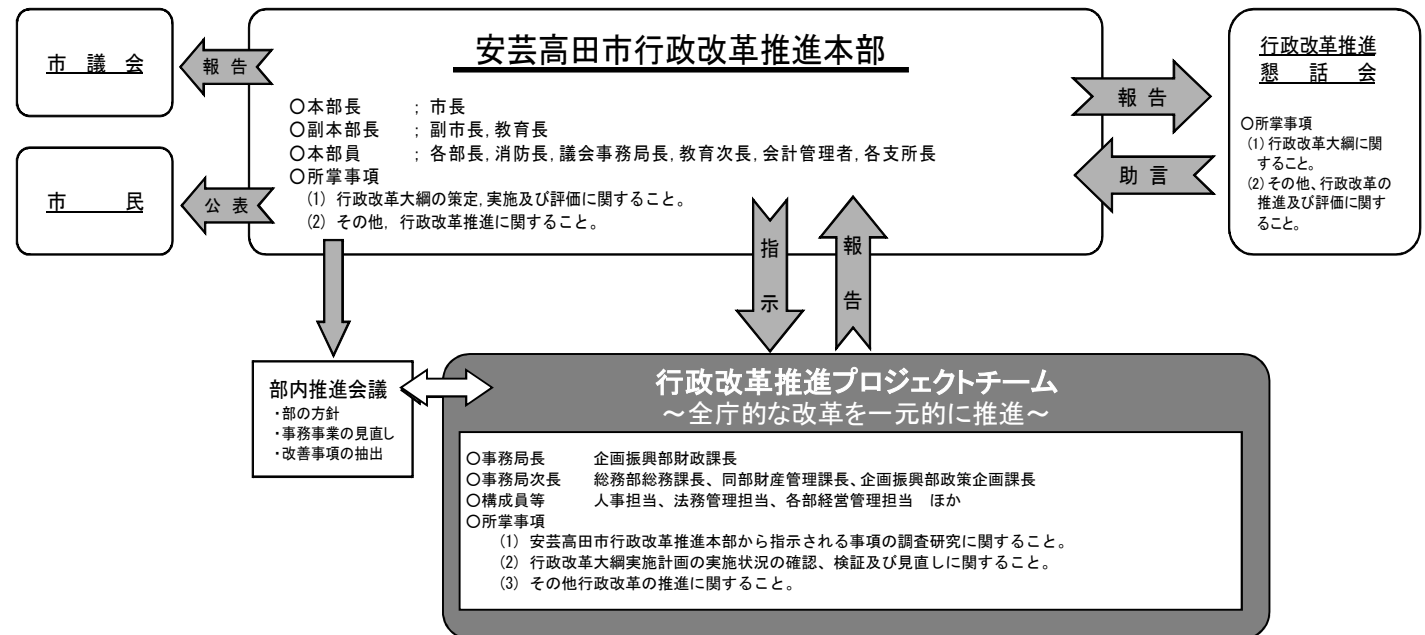 安芸高田市行政改革推進本部
○本部長 ; 市長
○副本部長 ; 副市長,教育長
○本部員 ; 各部長,消防長,議会事務局長,教育次長,会計管理者,各支所長
○所掌事項
(1) 行政改革大綱の策定,実施及び評価に関すること。
(2) その他, 行政改革推進に関すること。
市 議 会
報 告
市 民
公 表
報 告
助 言
行政改革推進
懇 話 会
○所掌事項
(1)行政改革大綱に関
すること。
(2)その他、行政改革の
推進及び評価に関す
ること。
指
示
報
告
部内推進会議
・部の方針
・事務事業の見直し
・改善事項の抽出
行政改革推進プロジェクトチーム
～全庁的な改革を一元的に推進～
○事務局長 企画振興部財政課長
○事務局次長 総務部総務課長、同部財産管理課長、企画振興部政策企画課長
○構成員等 人事担当、法務管理担当、各部経営管理担当 ほか
○所掌事項
(1) 安芸高田市行政改革推進本部から指示される事項の調査研究に関すること。
(2) 行政改革大綱実施計画の実施状況の確認、検証及び見直しに関すること。
(3) その他行政改革の推進に関すること。